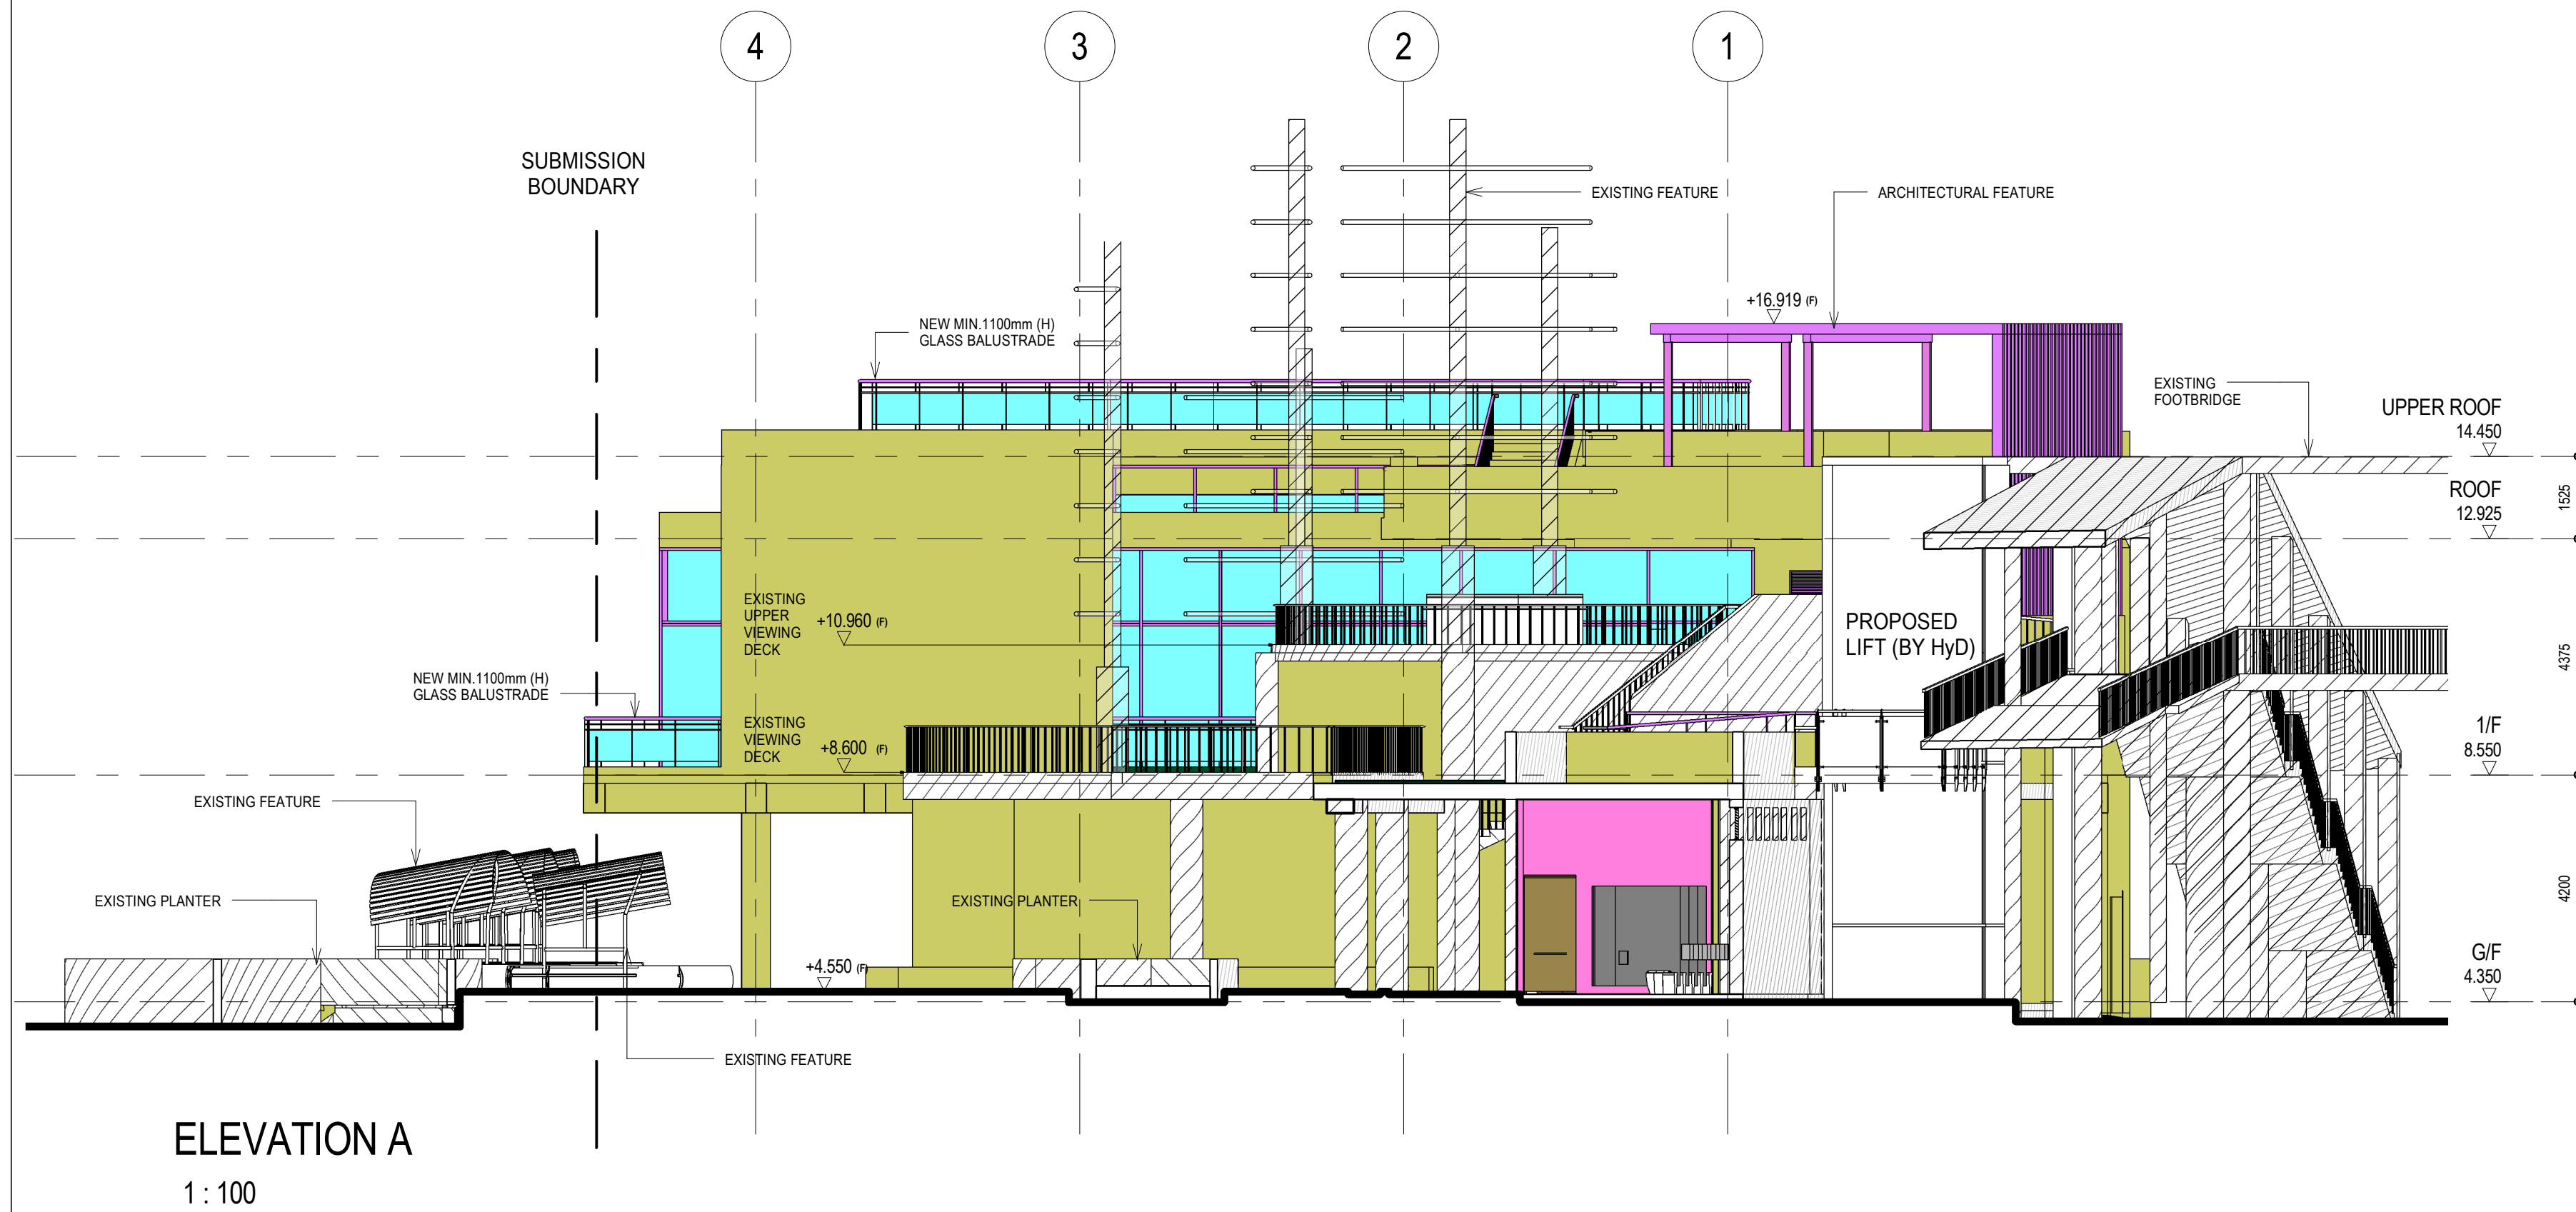 4
3
2
1
SUBMISSION
BOUNDARY
EXISTING FEATURE
ARCHITECTURAL FEATURE
+16.919 (F)
NEW MIN.1100mm (H)
GLASS BALUSTRADE
EXISTING
FOOTBRIDGE
UPPER ROOF
14.450
1525
ROOF
12.925
EXISTING
UPPER
VIEWING
DECK
+10.960 (F)
PROPOSED
LIFT (BY HyD)
4375
NEW MIN.1100mm (H)
GLASS BALUSTRADE
EXISTING
VIEWING
DECK
+8.600 (F)
1/F
8.550
EXISTING FEATURE
EXISTING PLANTER
EXISTING PLANTER
4200
+4.550 (F)
G/F
4.350
EXISTING FEATURE
ELEVATION A
1 : 100